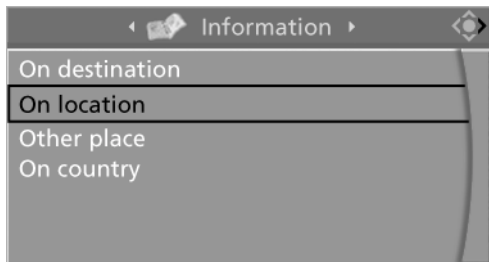 Information
On destination
On location
Other place
On country